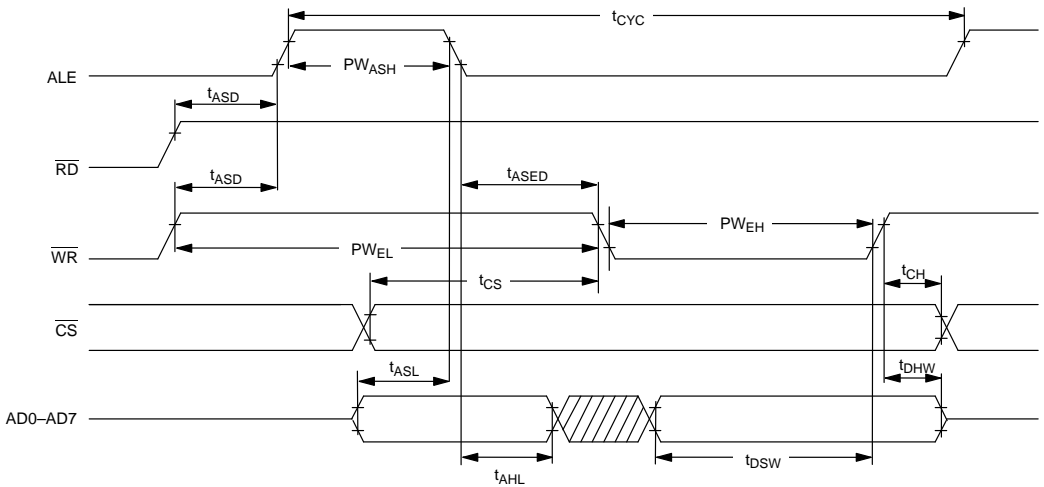 tCYC
ALE
PWASH
tASD
RD
tASD
tASED
WR
PWEL
PWEH
tCS
tCH
CS
tASL
tDHW
AD0–AD7
tAHL
tDSW